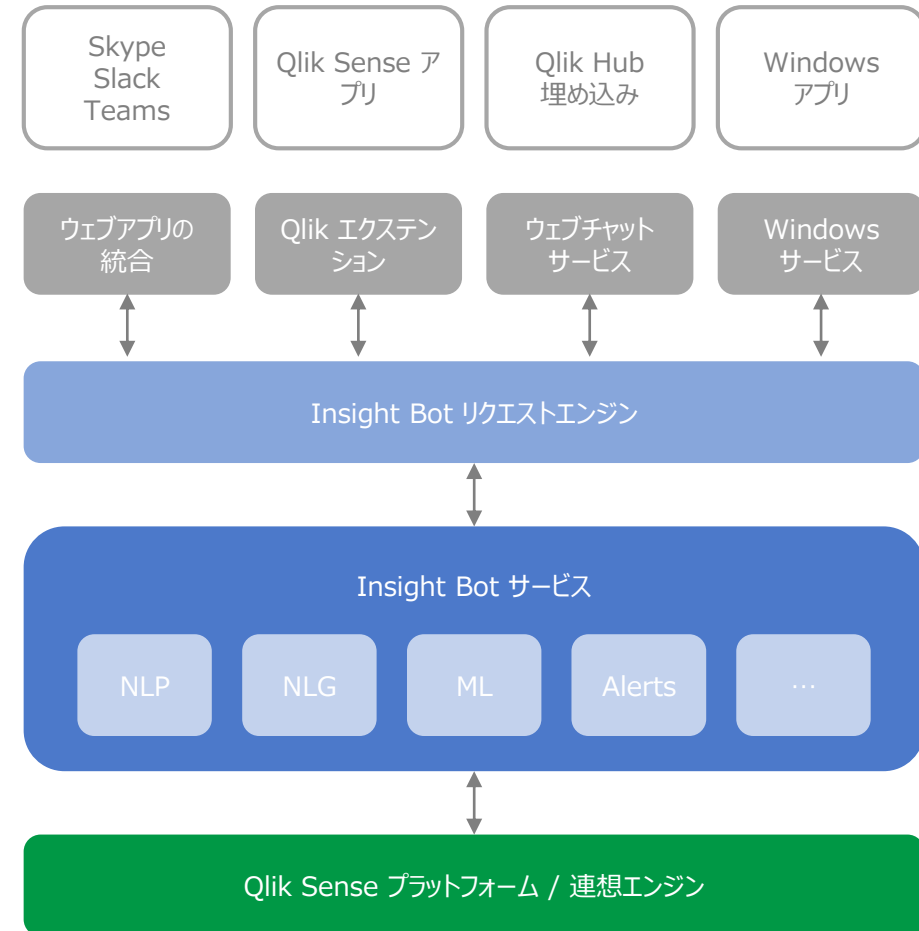 Skype
Slack
Teams
Qlik Sense ア
プリ
Qlik Hub
埋め込み
Windows
アプリ
ウェブアプリの
統合
Qlik エクステン
ション
ウェブチャット
サービス
Windows
サービス
Insight Bot リクエストエンジン
Insight Bot サービス
NLP
NLG
ML
Alerts
…
Qlik Sense プラットフォーム / 連想エンジン